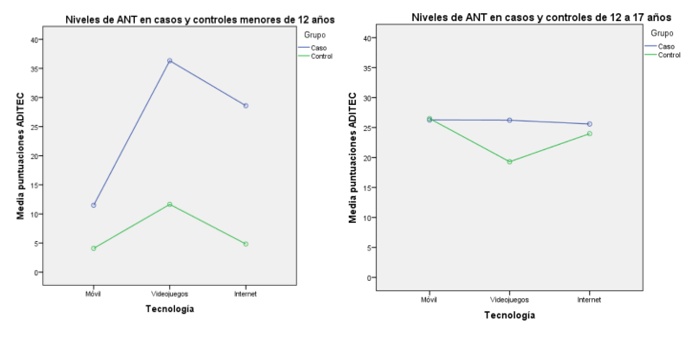 Niveles de ANT en casos y controles menores de 12 años
Grupo
Caso
Control
Media puntuaciones ADITEC
40
35
30
25
20
15
10
5
0
Móvil
Videojuegos
Internet
Tecnología
Niveles de ANT en casos y controles de 12 a 17 años
Grupo
Caso
Control
Media puntuaciones ADITEC
40
35
30
25
20
15
10
5
0
Móvil
Videojuegos
Internet
Tecnología